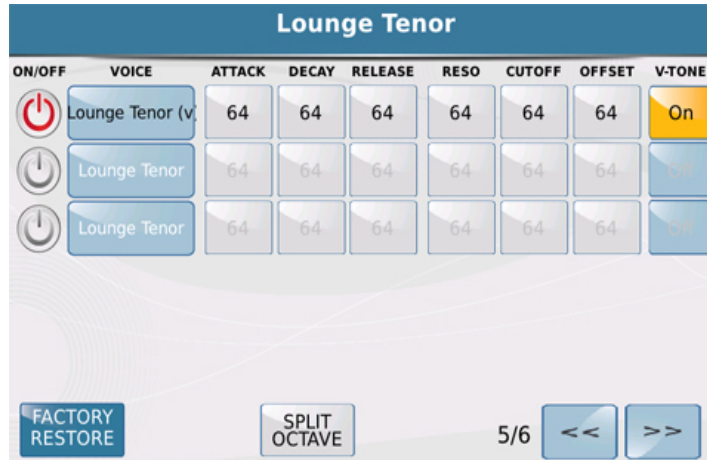 Lounge Tenor
ON/OFF VOICE ATTACK DECAY RELEASE RESO CUTOFF OFFSET V-TONE
Lounge Tenor (v) 64 64 64 64 64 64 On
Lounge Tenor 64 64 64 64 64 64
Lounge Tenor 64 64 64 64 64 64
FACTORY
RESTORE
SPLIT
OCTAVE
5/6 << >>